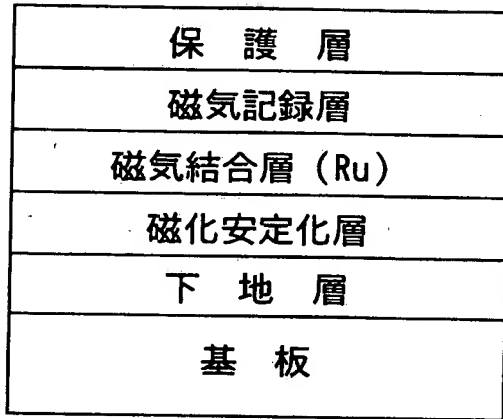 保 護 層
磁気記録層
磁気結合層（Ru）
磁化安定化層
下 地 層
基 板